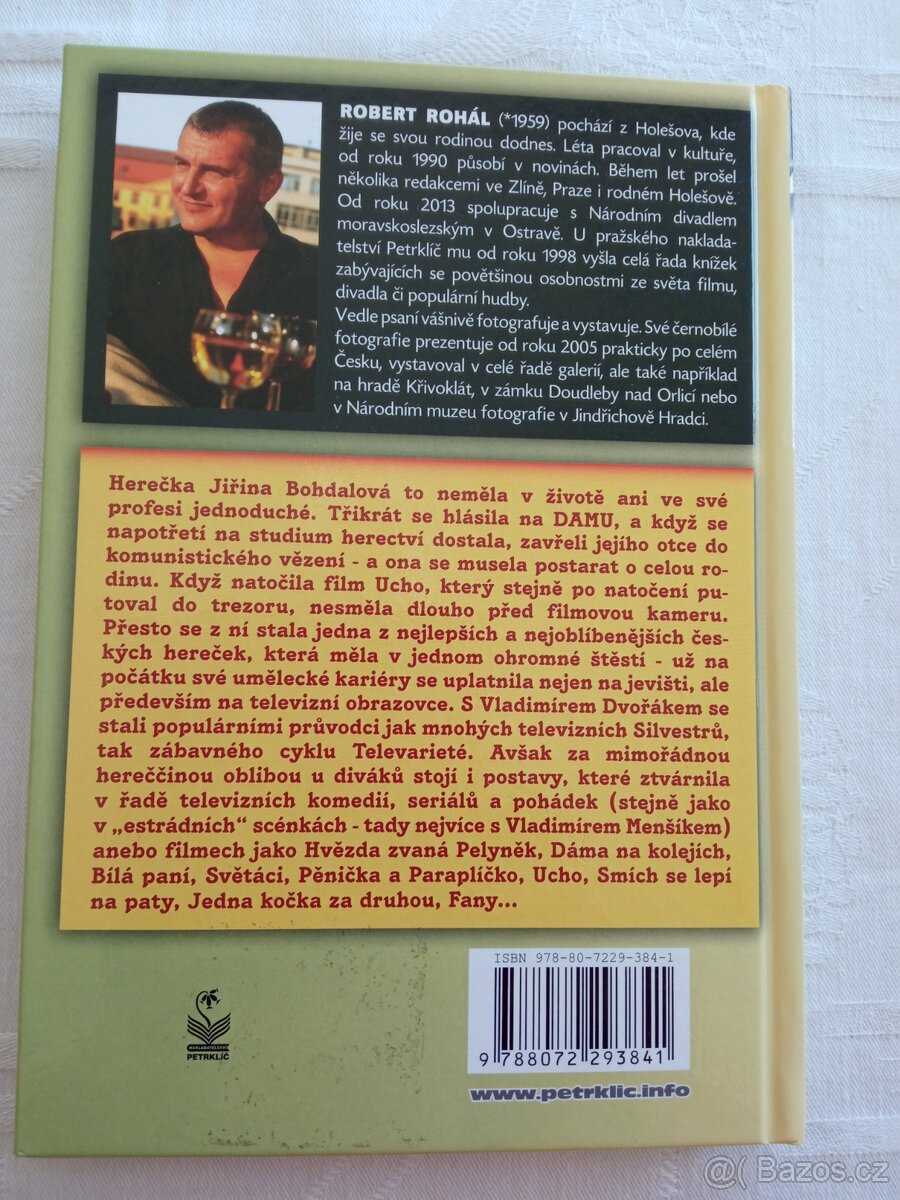 ROBERT ROHÁL (*1959) pochází z Holešova, kde
žije se svou rodinou dodnes. Léta pracoval v kultuře,
od roku 1990 působí v novinách. Během let prošel
několika redakcemi ve Zlíně, Praze i rodném Holešově.
Od roku 2013 spolupracuje s Národním divadlem
moravskoslezským v Ostravě. U pražského naklada-
telství Petrklíč mu od roku 1998 vyšla celá řada knížek
zabývajících se povětšinou osobnostmi ze světa filmu,
divadla či populární hudby.
Vedle psaní vášnivě fotografuje a vystavuje. Své černobílé
fotografie prezentuje od roku 2005 prakticky po celém
Česku, vystavoval v celé řadě galerií, ale také například
na hradě Křivoklát, v zámku Doudleby nad Orlicí nebo
v Národním muzeu fotografie v Jindřichově Hradci.
Herečka Jiřina Bohdalová to neměla v životě ani ve své
profesi jednoduché. Třikrát se hlásila na DAMU, a když se
napotřetí na studium herectví dostala, zavřeli jejího otce do
komunistického vězení - a ona se musela postarat o celou ro-
dinu. Když natočila film Ucho, který stejně po natočení pu-
toval do trezoru, nesměla dlouho před filmovou kameru.
Přesto se z ní stala jedna z nejlepších a nejoblíbenějších čes-
kých hereček, která měla v jednom ohromné štěstí - už na
počátku své umělecké kariéry se uplatnila nejen na jevišti, ale
především na televizní obrazovce. S Vladimírem Dvořákem se
stali populárními průvodci jak mnohých televizních Silvestrů,
tak zábavného cyklu Televarieté. Avšak za mimořádnou
hereččinou oblibou u diváků stojí i postavy, které ztvárnila
v řadě televizních komedií, seriálů a pohádek (stejně jako
v „estrádních“ scénkách - tady nejvíce s Vladimírem Menšíkem)
anebo filmech jako Hvězda zvaná Pelyněk, Dáma na kolejích,
Bílá paní, Světáci, Pěnička a Paraplíčko, Ucho, Smích se lepí
na paty, Jedna kočka za druhou, Fany...
ISBN 978-80-7229-384-1
9 788072 293841
www.petrklic.info
NAKLADATELSTVÍ
PETRKLÍČ
@( Bazos.cz